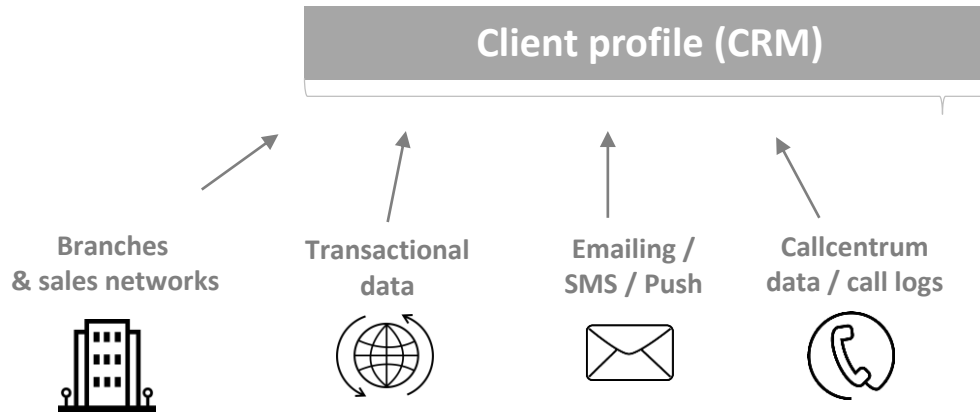 Client profile (CRM)
Branches
& sales networks
Transactional
data
Emailing /
SMS / Push
Callcentrum
data / call logs